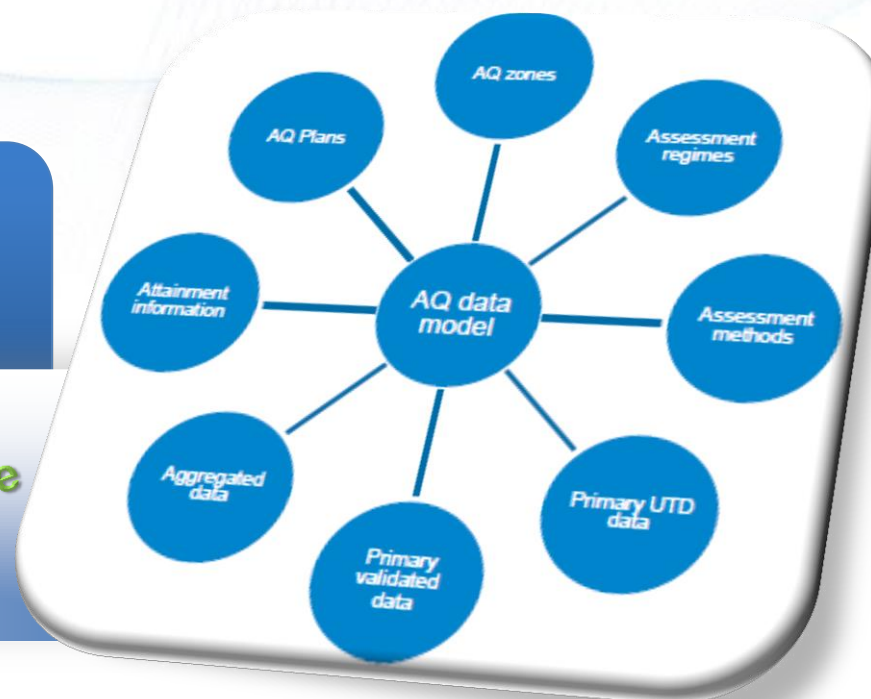 AQ zones
AQ Plans
Assessment
regimes
Attainment
information
AQ data
model
Assessment
methods
Aggregated
data
Primary UTD
data
Primary
validated
data